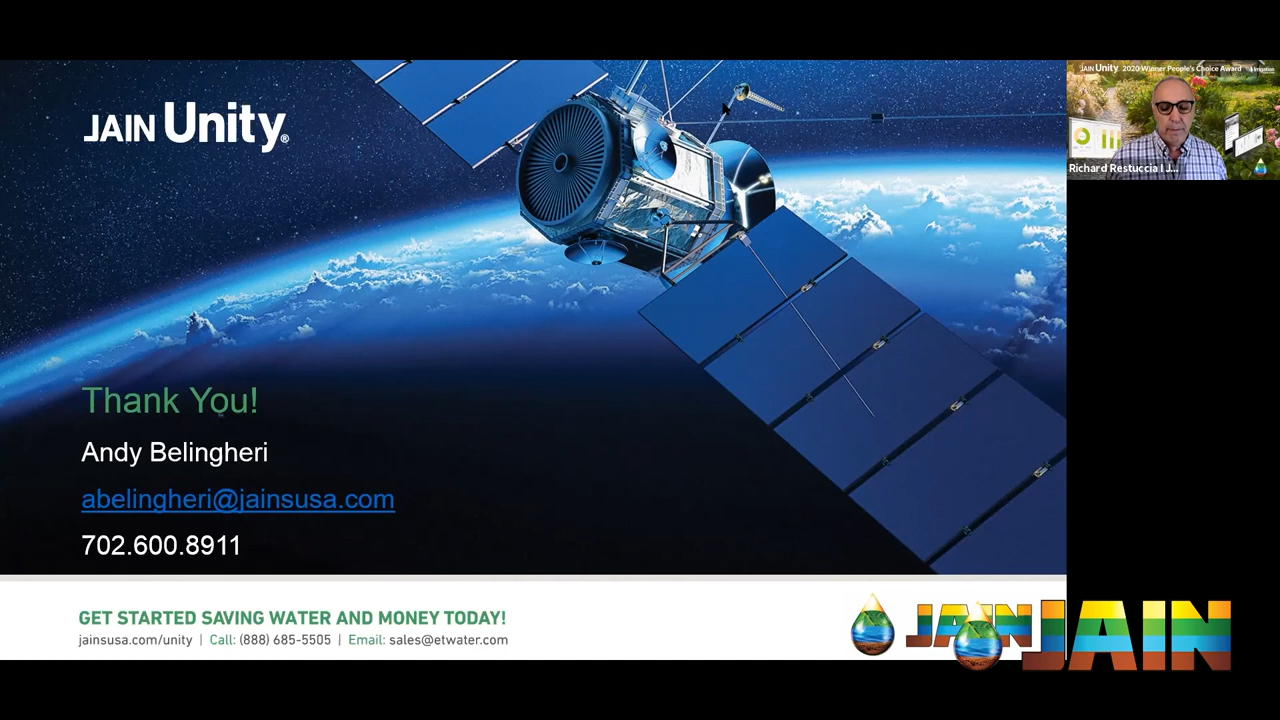 JAIN Unity®
Thank You!
Andy Belingheri
abelingheri@jainsusa.com
702.600.8911
GET STARTED SAVING WATER AND MONEY TODAY!
jainsusa.com/unity | Call: (888) 685-5505 | Email: sales@etwater.com
JAIN
JAIN
JAIN Unity 2020 Winner People's Choice Award
Richard Restuccia I J...